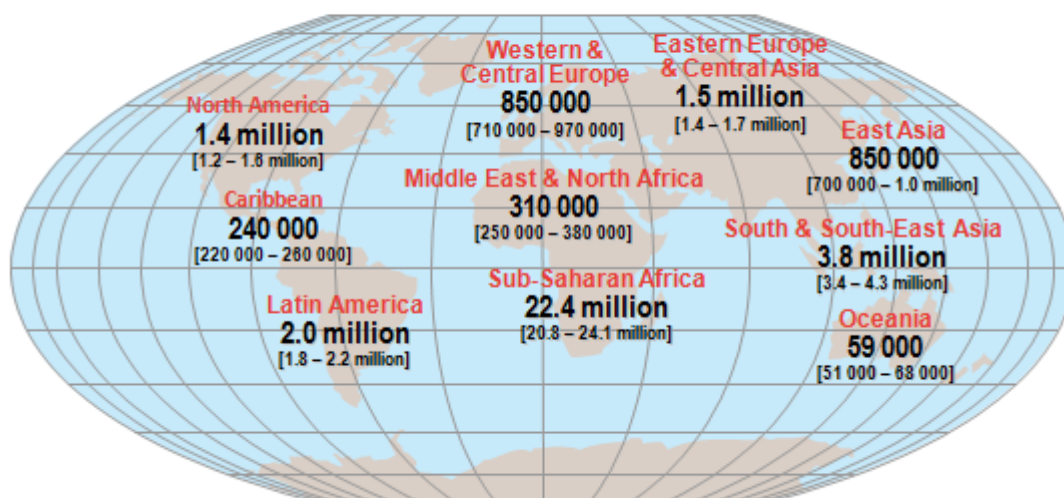 Western &
Central Europe
850 000
[710 000 – 970 000]
Eastern Europe
& Central Asia
1.5 million
[1.4 – 1.7 million]
North America
1.4 million
[1.2 – 1.6 million]
East Asia
850 000
[700 000 – 1.0 million]
Middle East & North Africa
310 000
[250 000 – 380 000]
Caribbean
240 000
[220 000 – 260 000]
South & South-East Asia
3.8 million
[3.4 – 4.3 million]
Sub-Saharan Africa
22.4 million
[20.8 – 24.1 million]
Latin America
2.0 million
[1.8 – 2.2 million]
Oceania
59 000
[51 000 – 68 000]